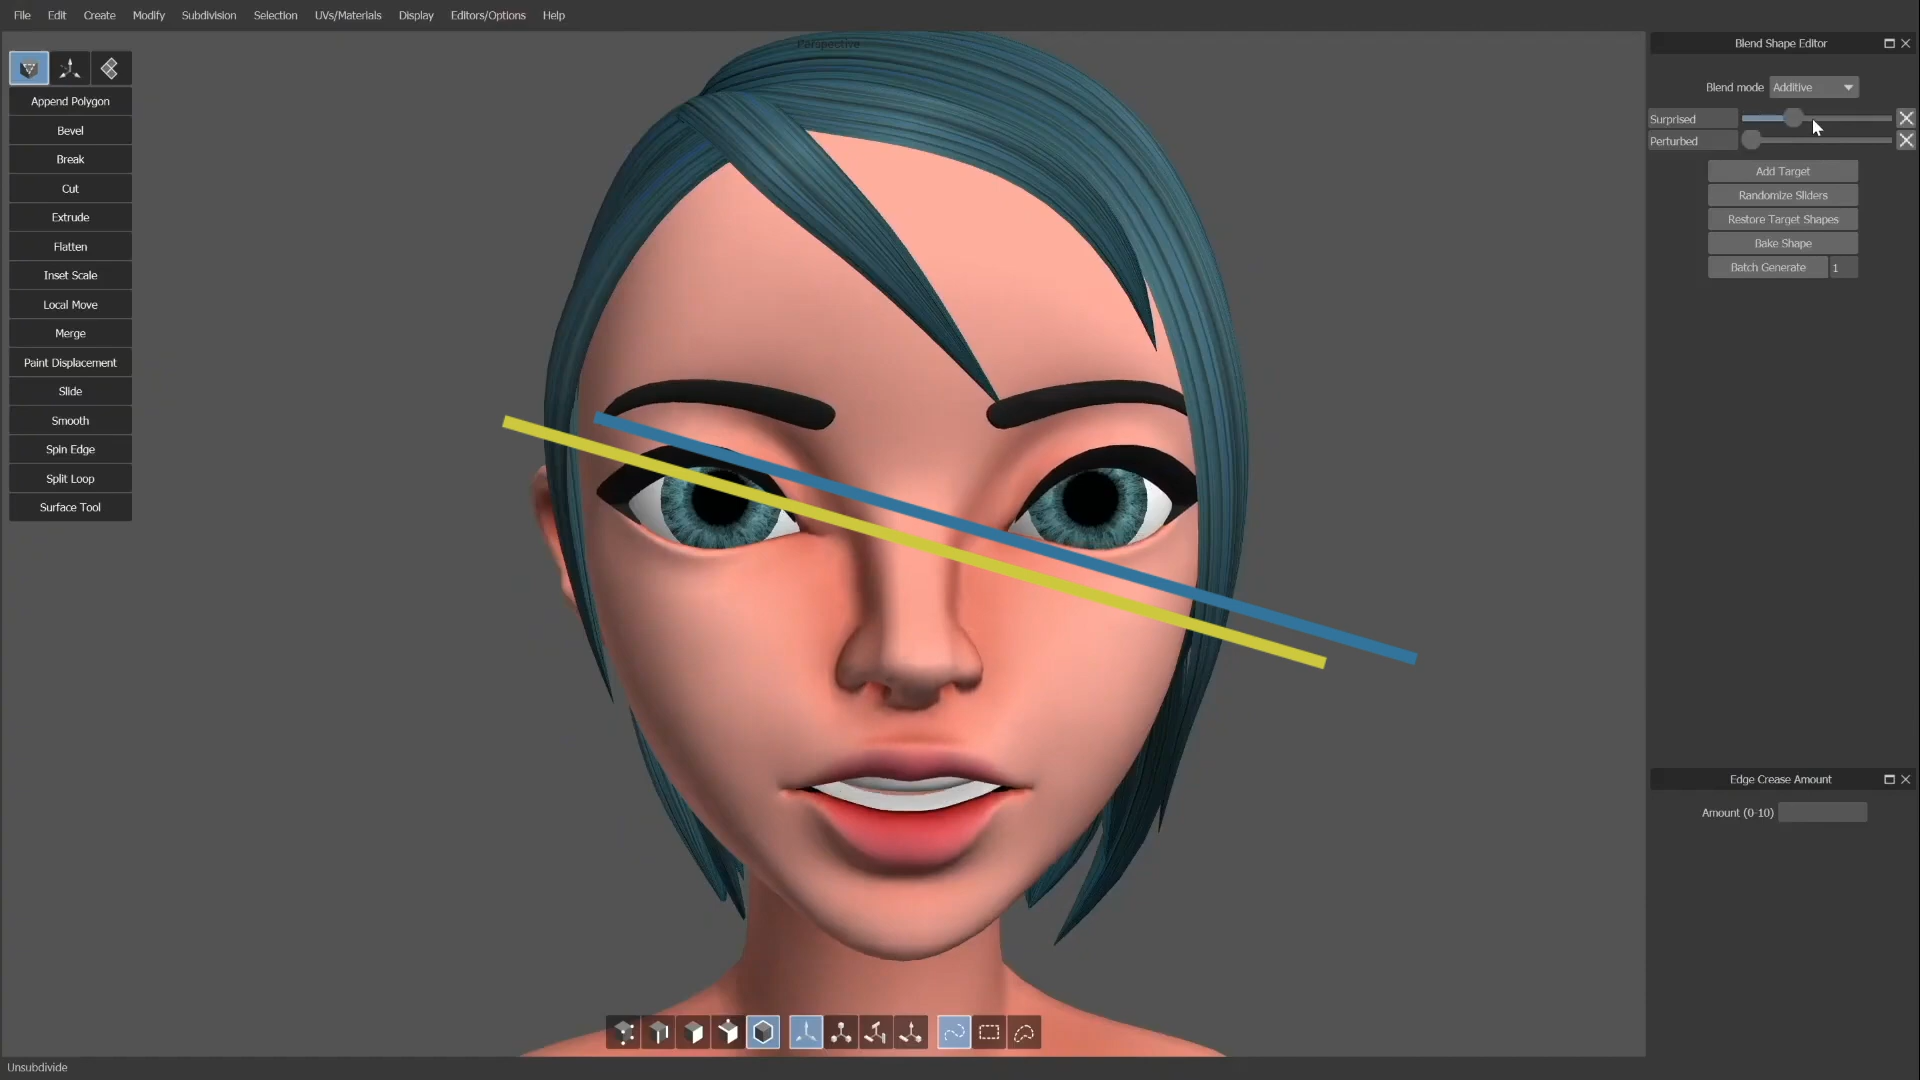 File Edit Create Modify Subdivision Selection UVs/Materials Display Editors/Options Help
Perspective
Append Polygon
Bevel
Break
Cut
Extrude
Flatten
Inset Scale
Local Move
Merge
Paint Displacement
Slide
Smooth
Spin Edge
Split Loop
Surface Tool
Blend Shape Editor
Blend mode Additive
Surprised
Perturbed
Add Target
Randomize Sliders
Restore Target Shapes
Bake Shape
Batch Generate 1
Edge Crease Amount
Amount (0-10)
Unsubdivide